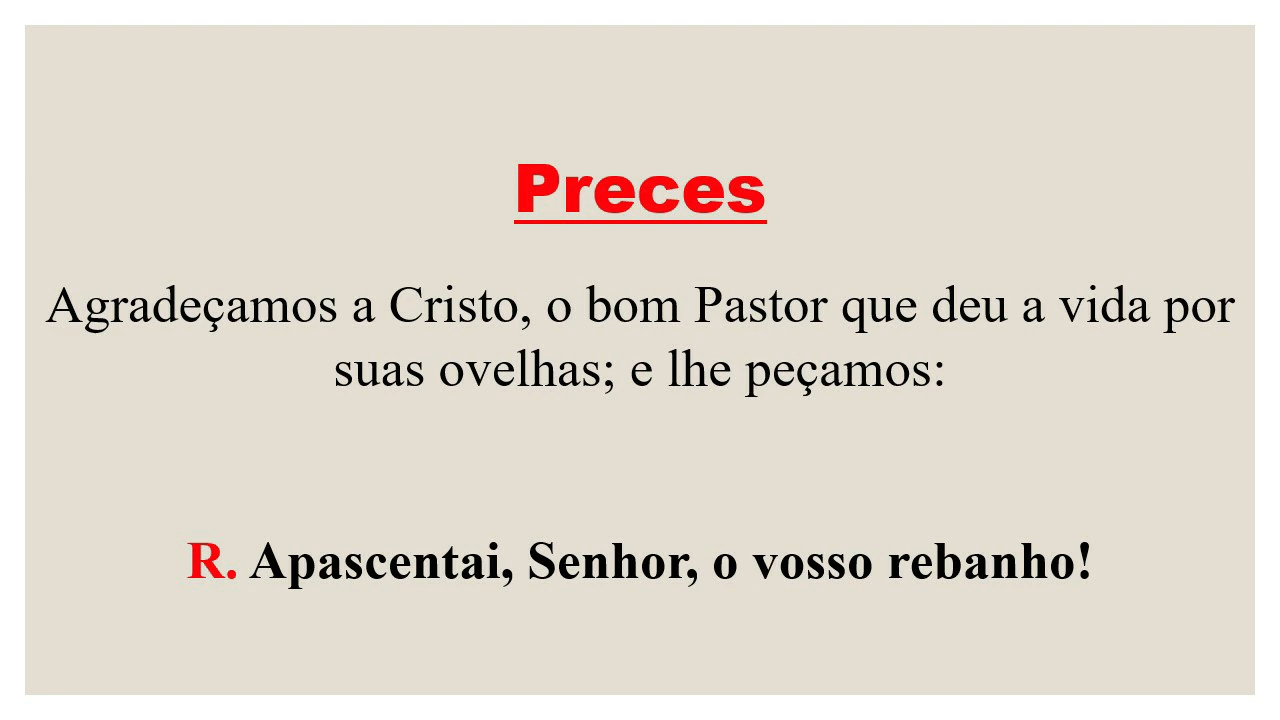 Preces
Agradeçamos a Cristo, o bom Pastor que deu a vida por
suas ovelhas; e lhe peçamos:
R. Apascentai, Senhor, o vosso rebanho!